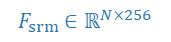 F_srm ∈ ℝ^{N×256}